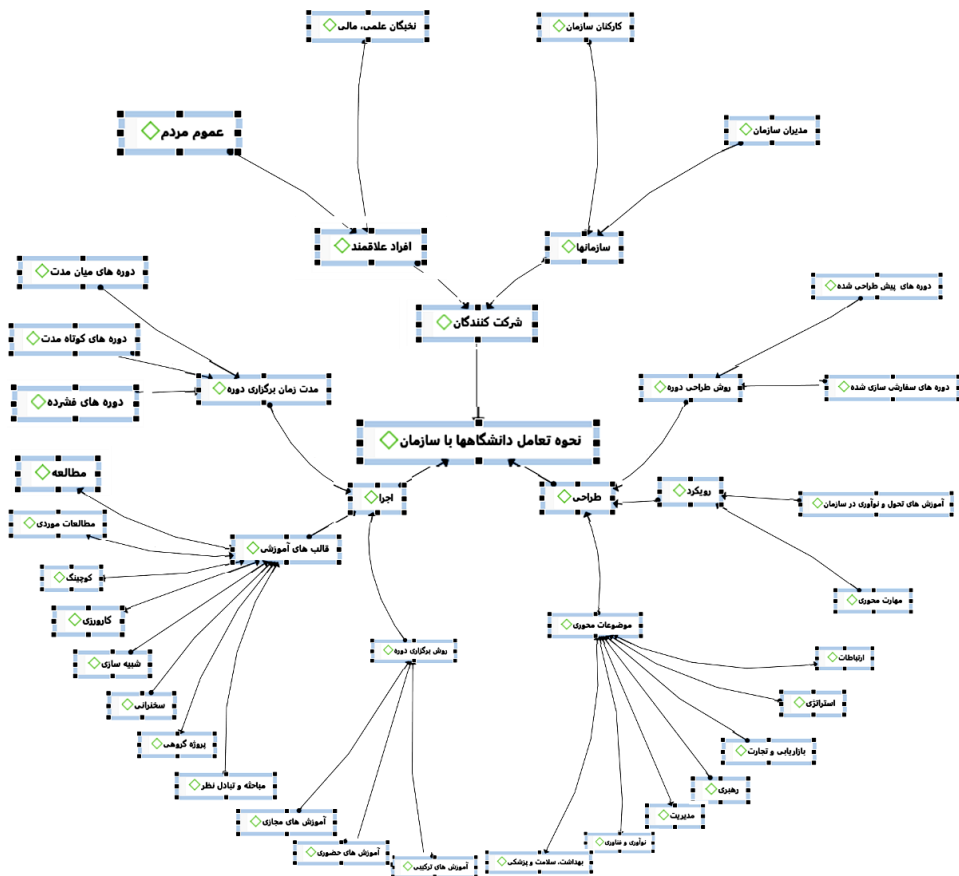 نخبگان علمی، مالی
کارکنان سازمان
عموم مردم
مدیران سازمان
افراد علاقمند
سازمانها
دوره های میان مدت
دوره های پیش طراحی شده
شرکت کنندگان
دوره های کوتاه مدت
مدت زمان برگزاری دوره
روش طراحی دوره
دوره های سفارشی سازی شده
دوره های فشرده
نحوه تعامل دانشگاهها با سازمان
مطالعه
اجرا
طراحی
رویکرد
آموزش های تحول و نوآوری در سازمان
مطالعات موردی
قالب های آموزشی
کوچینگ
مهارت محوری
کارورزی
موضوعات محوری
روش برگزاری دوره
شبیه سازی
ارتباطات
سخنرانی
استراتژی
پروژه گروهی
بازاریابی و تجارت
مباحثه و تبادل نظر
رهبری
آموزش های مجازی
مدیریت
آموزش های حضوری
نوآوری و فناوری
آموزش های ترکیبی
بهداشت، سلامت و پزشکی